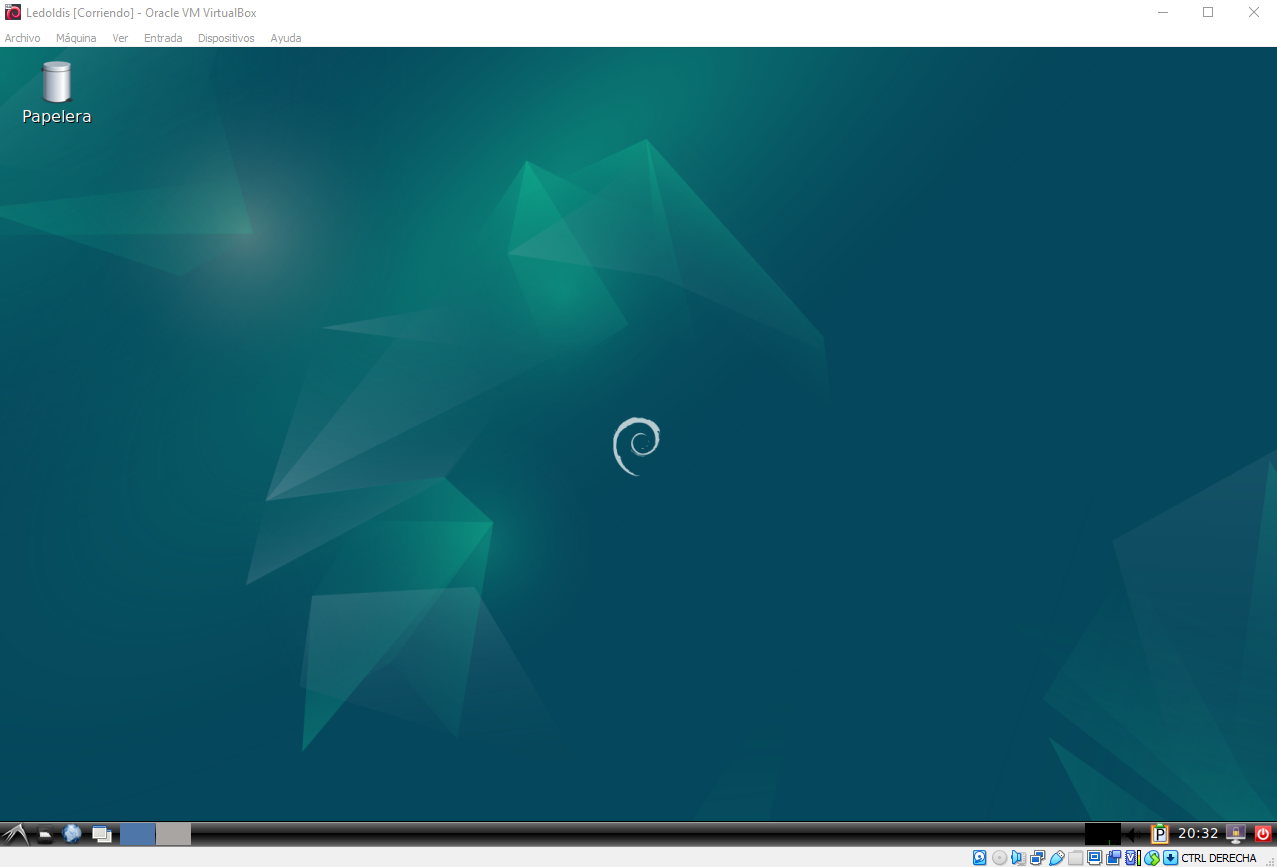 Ledoldis [Corriendo] - Oracle VM VirtualBox
Archivo Máquina Ver Entrada Dispositivos Ayuda
Papelera
P 20:32
CTRL DERECHA